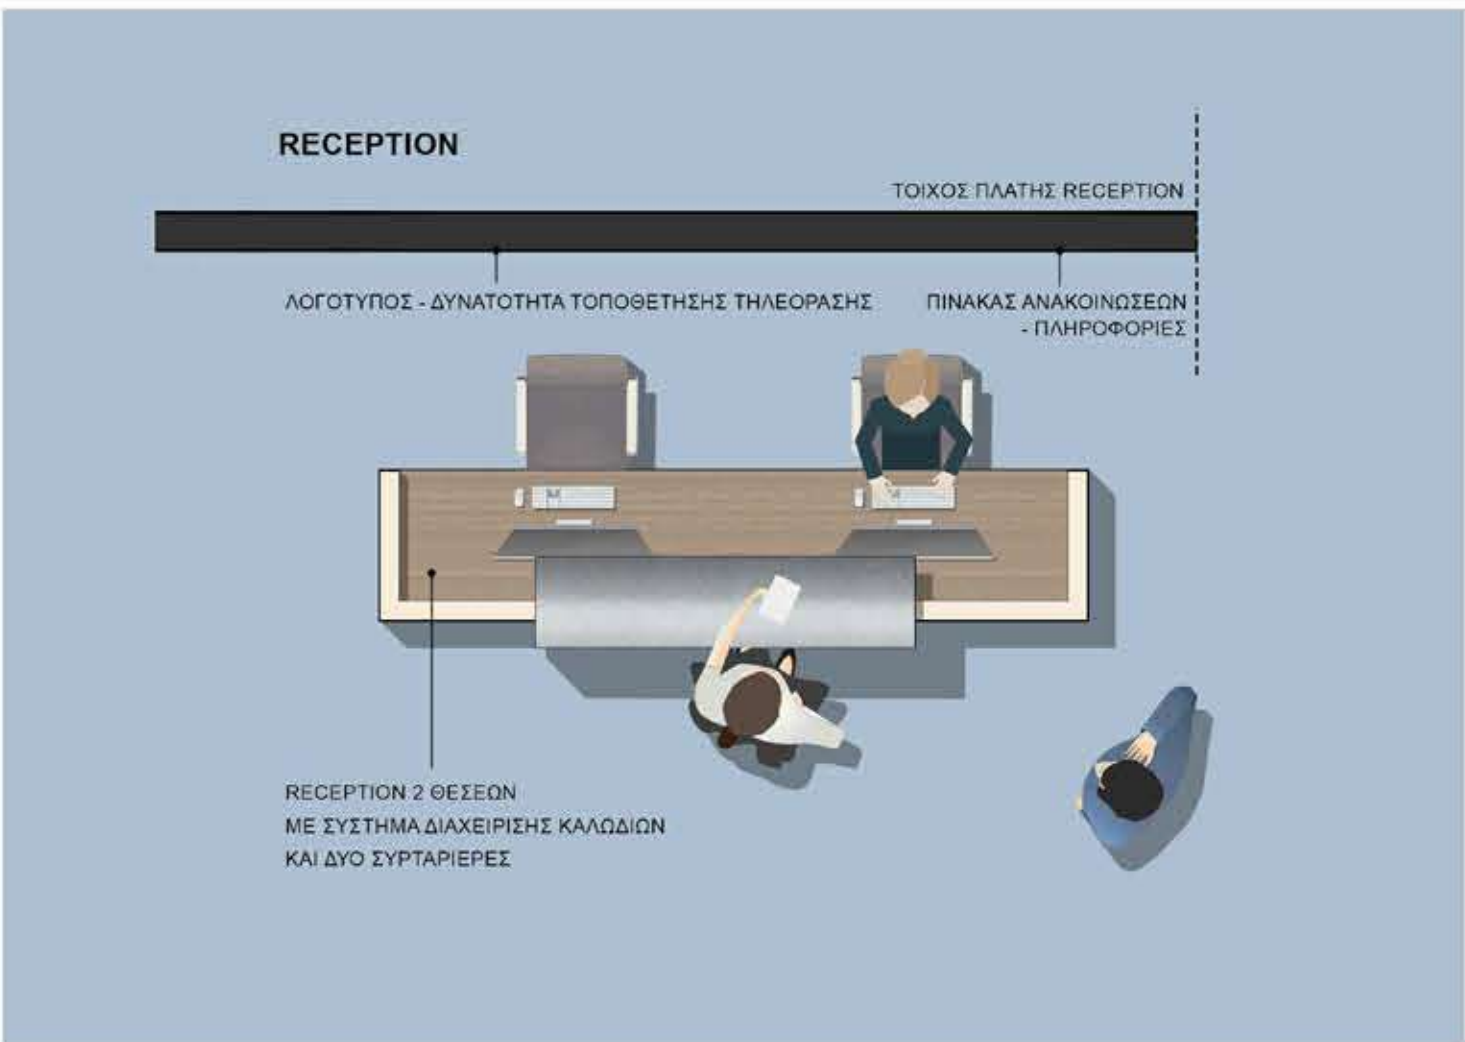 RECEPTION
ΤΟΙΧΟΣ ΠΛΑΤΗΣ RECEPTION
ΛΟΓΟΤΥΠΟΣ - ΔΥΝΑΤΟΤΗΤΑ ΤΟΠΟΘΕΤΗΣΗΣ ΤΗΛΕΟΡΑΣΗΣ
ΠΙΝΑΚΑΣ ΑΝΑΚΟΙΝΩΣΕΩΝ
- ΠΛΗΡΟΦΟΡΙΕΣ
RECEPTION 2 ΘΕΣΕΩΝ
ΜΕ ΣΥΣΤΗΜΑ ΔΙΑΧΕΙΡΙΣΗΣ ΚΑΛΩΔΙΩΝ
ΚΑΙ ΔΥΟ ΣΥΡΤΑΡΙΕΡΕΣ